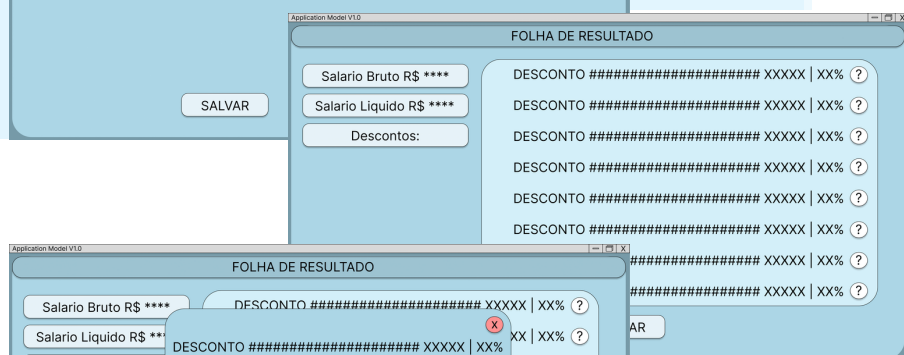 SALVAR
Application Model V1.0
X
FOLHA DE RESULTADO
Salario Bruto R$ ****
Salario Liquido R$ ****
Descontos:
DESCONTO ##################### XXXXX | XX% ?
DESCONTO ##################### XXXXX | XX% ?
DESCONTO ##################### XXXXX | XX% ?
DESCONTO ##################### XXXXX | XX% ?
DESCONTO ##################### XXXXX | XX% ?
DESCONTO ##################### XXXXX | XX% ?
################ XXXXX | XX% ?
################ XXXXX | XX% ?
AR
Application Model V1.0
X
FOLHA DE RESULTADO
Salario Bruto R$ ****
DESCONTO ##################### XXXXX | XX% ?
Salario Liquido R$ ***
X
XX | XX% ?
DESCONTO ##################### XXXXX | XX%